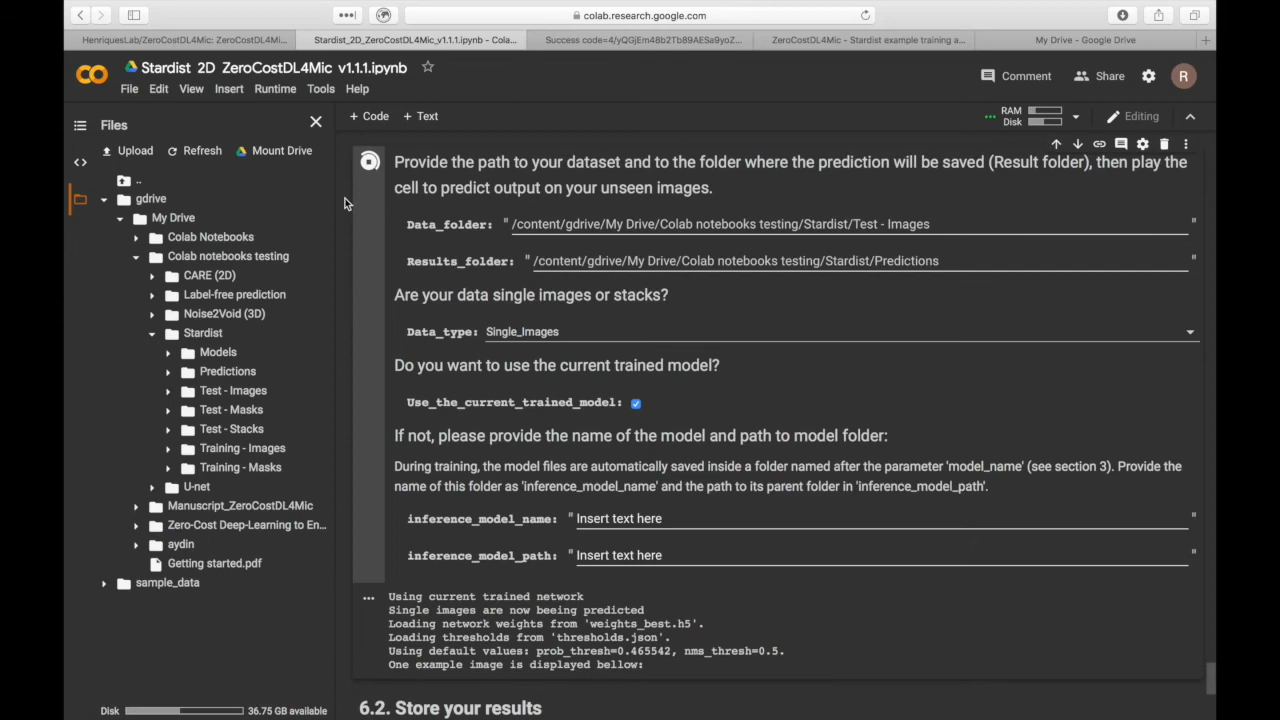 colab.research.google.com
HenriquesLab/ZeroCostDL4Mic: ZeroCostDL4Mi...
Stardist_2D_ZeroCostDL4Mic_v1.1.1.ipynb - Cola...
Success code=4/yQGjEm48b2Tb89AESa9yoZ...
ZeroCostDL4Mic - Stardist example training a...
My Drive - Google Drive
Stardist 2D ZeroCostDL4Mic v1.1.1.ipynb
Comment
Share
R
File Edit View Insert Runtime Tools Help
Files
+ Code + Text
RAM
Disk
Editing
Upload Refresh Mount Drive
..
gdrive
My Drive
Colab Notebooks
Colab notebooks testing
CARE (2D)
Label-free prediction
Noise2Void (3D)
Stardist
Models
Predictions
Test - Images
Test - Masks
Test - Stacks
Training - Images
Training - Masks
U-net
Manuscript_ZeroCostDL4Mic
Zero-Cost Deep-Learning to En...
aydin
Getting started.pdf
sample_data
Disk 36.75 GB available
Provide the path to your dataset and to the folder where the prediction will be saved (Result folder), then play the
cell to predict output on your unseen images.
Data_folder: "/content/gdrive/My Drive/Colab notebooks testing/Stardist/Test - Images"
Results_folder: "/content/gdrive/My Drive/Colab notebooks testing/Stardist/Predictions"
Are your data single images or stacks?
Data_type: Single_Images
Do you want to use the current trained model?
Use_the_current_trained_model:
If not, please provide the name of the model and path to model folder:
During training, the model files are automatically saved inside a folder named after the parameter 'model_name' (see section 3). Provide the
name of this folder as 'inference_model_name' and the path to its parent folder in 'inference_model_path'.
inference_model_name: "Insert text here"
inference_model_path: "Insert text here"
... Using current trained network
Single images are now beeing predicted
Loading network weights from 'weights_best.h5'.
Loading thresholds from 'thresholds.json'.
Using default values: prob_thresh=0.465542, nms_thresh=0.5.
One example image is displayed bellow:
6.2. Store your results